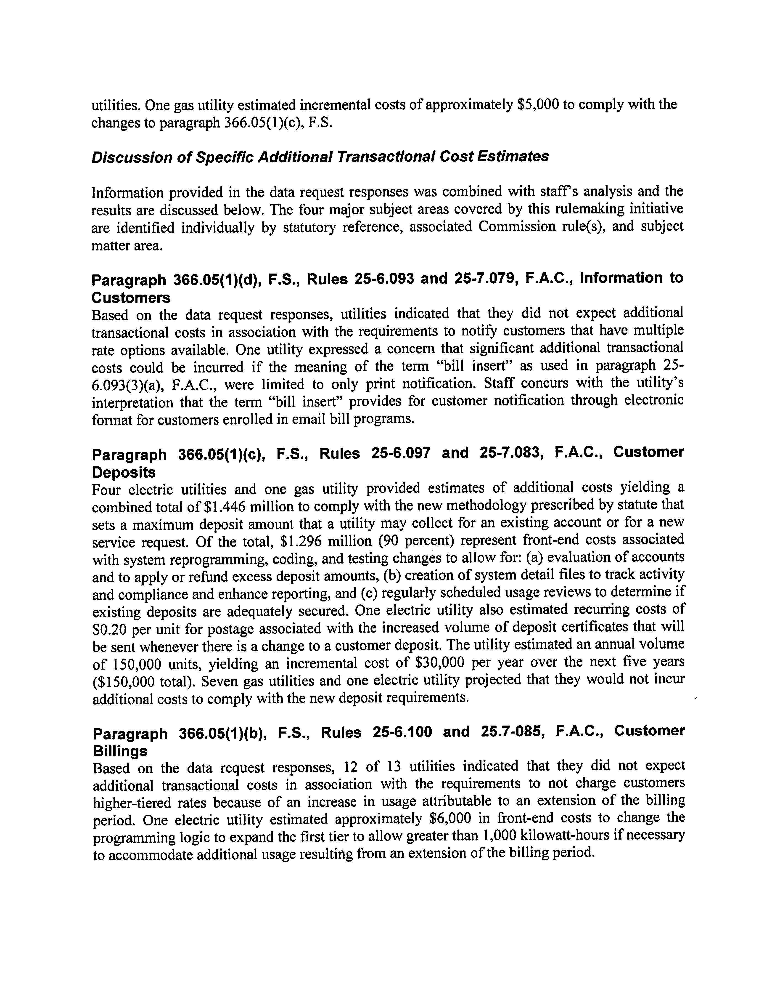 utilities. One gas utility estimated incremental costs of approximately $5,000 to comply with the
changes to paragraph 366.05(1)(c), F.S.
Discussion of Specific Additional Transactional Cost Estimates
Information provided in the data request responses was combined with staff's analysis and the
results are discussed below. The four major subject areas covered by this rulemaking initiative
are identified individually by statutory reference, associated Commission rule(s), and subject
matter area.
Paragraph 366.05(1)(d), F.S., Rules 25-6.093 and 25-7.079, F.A.C., Information to
Customers
Based on the data request responses, utilities indicated that they did not expect additional
transactional costs in association with the requirements to notify customers that have multiple
rate options available. One utility expressed a concern that significant additional transactional
costs could be incurred if the meaning of the term “bill insert” as used in paragraph 25-
6.093(3)(a), F.A.C., were limited to only print notification. Staff concurs with the utility’s
interpretation that the term “bill insert” provides for customer notification through electronic
format for customers enrolled in email bill programs.
Paragraph 366.05(1)(c), F.S., Rules 25-6.097 and 25-7.083, F.A.C., Customer
Deposits
Four electric utilities and one gas utility provided estimates of additional costs yielding a
combined total of $1.446 million to comply with the new methodology prescribed by statute that
sets a maximum deposit amount that a utility may collect for an existing account or for a new
service request. Of the total, $1.296 million (90 percent) represent front-end costs associated
with system reprogramming, coding, and testing changes to allow for: (a) evaluation of accounts
and to apply or refund excess deposit amounts, (b) creation of system detail files to track activity
and compliance and enhance reporting, and (c) regularly scheduled usage reviews to determine if
existing deposits are adequately secured. One electric utility also estimated recurring costs of
$0.20 per unit for postage associated with the increased volume of deposit certificates that will
be sent whenever there is a change to a customer deposit. The utility estimated an annual volume
of 150,000 units, yielding an incremental cost of $30,000 per year over the next five years
($150,000 total). Seven gas utilities and one electric utility projected that they would not incur
additional costs to comply with the new deposit requirements.
Paragraph 366.05(1)(b), F.S., Rules 25-6.100 and 25.7-085, F.A.C., Customer
Billings
Based on the data request responses, 12 of 13 utilities indicated that they did not expect
additional transactional costs in association with the requirements to not charge customers
higher-tiered rates because of an increase in usage attributable to an extension of the billing
period. One electric utility estimated approximately $6,000 in front-end costs to change the
programming logic to expand the first tier to allow greater than 1,000 kilowatt-hours if necessary
to accommodate additional usage resulting from an extension of the billing period.